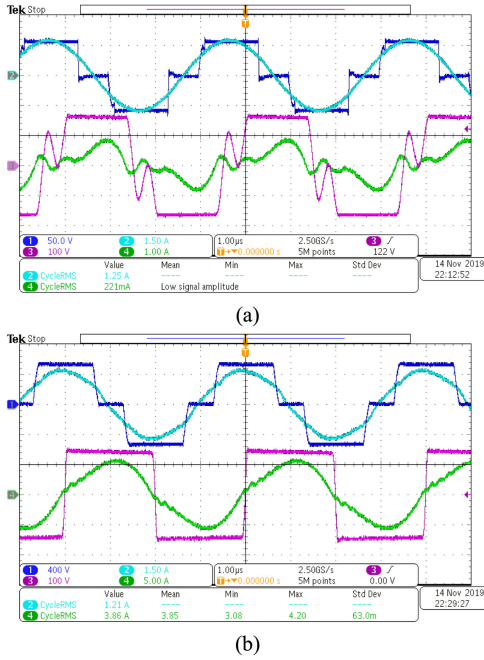 Tek Stop
T
2
3
1 50.0 V 2 1.50 A 1.00µs 2.50GS/s 3
3 100 V 4 1.00 A T→▼0.000000 s 5M points 122 V
Value Mean Min Max Std Dev
2 CycleRMS 1.25 A
4 CycleRMS 221mA Low signal amplitude
14 Nov 2019
22:12:52
(a)
Tek Stop
T
1
4
1 400 V 2 1.50 A 1.00µs 2.50GS/s 3
3 100 V 4 5.00 A T→▼0.000000 s 5M points 0.00 V
Value Mean Min Max Std Dev
2 CycleRMS 1.21 A
4 CycleRMS 3.86 A 3.85 3.08 4.20 63.0m
14 Nov 2019
22:29:27
(b)